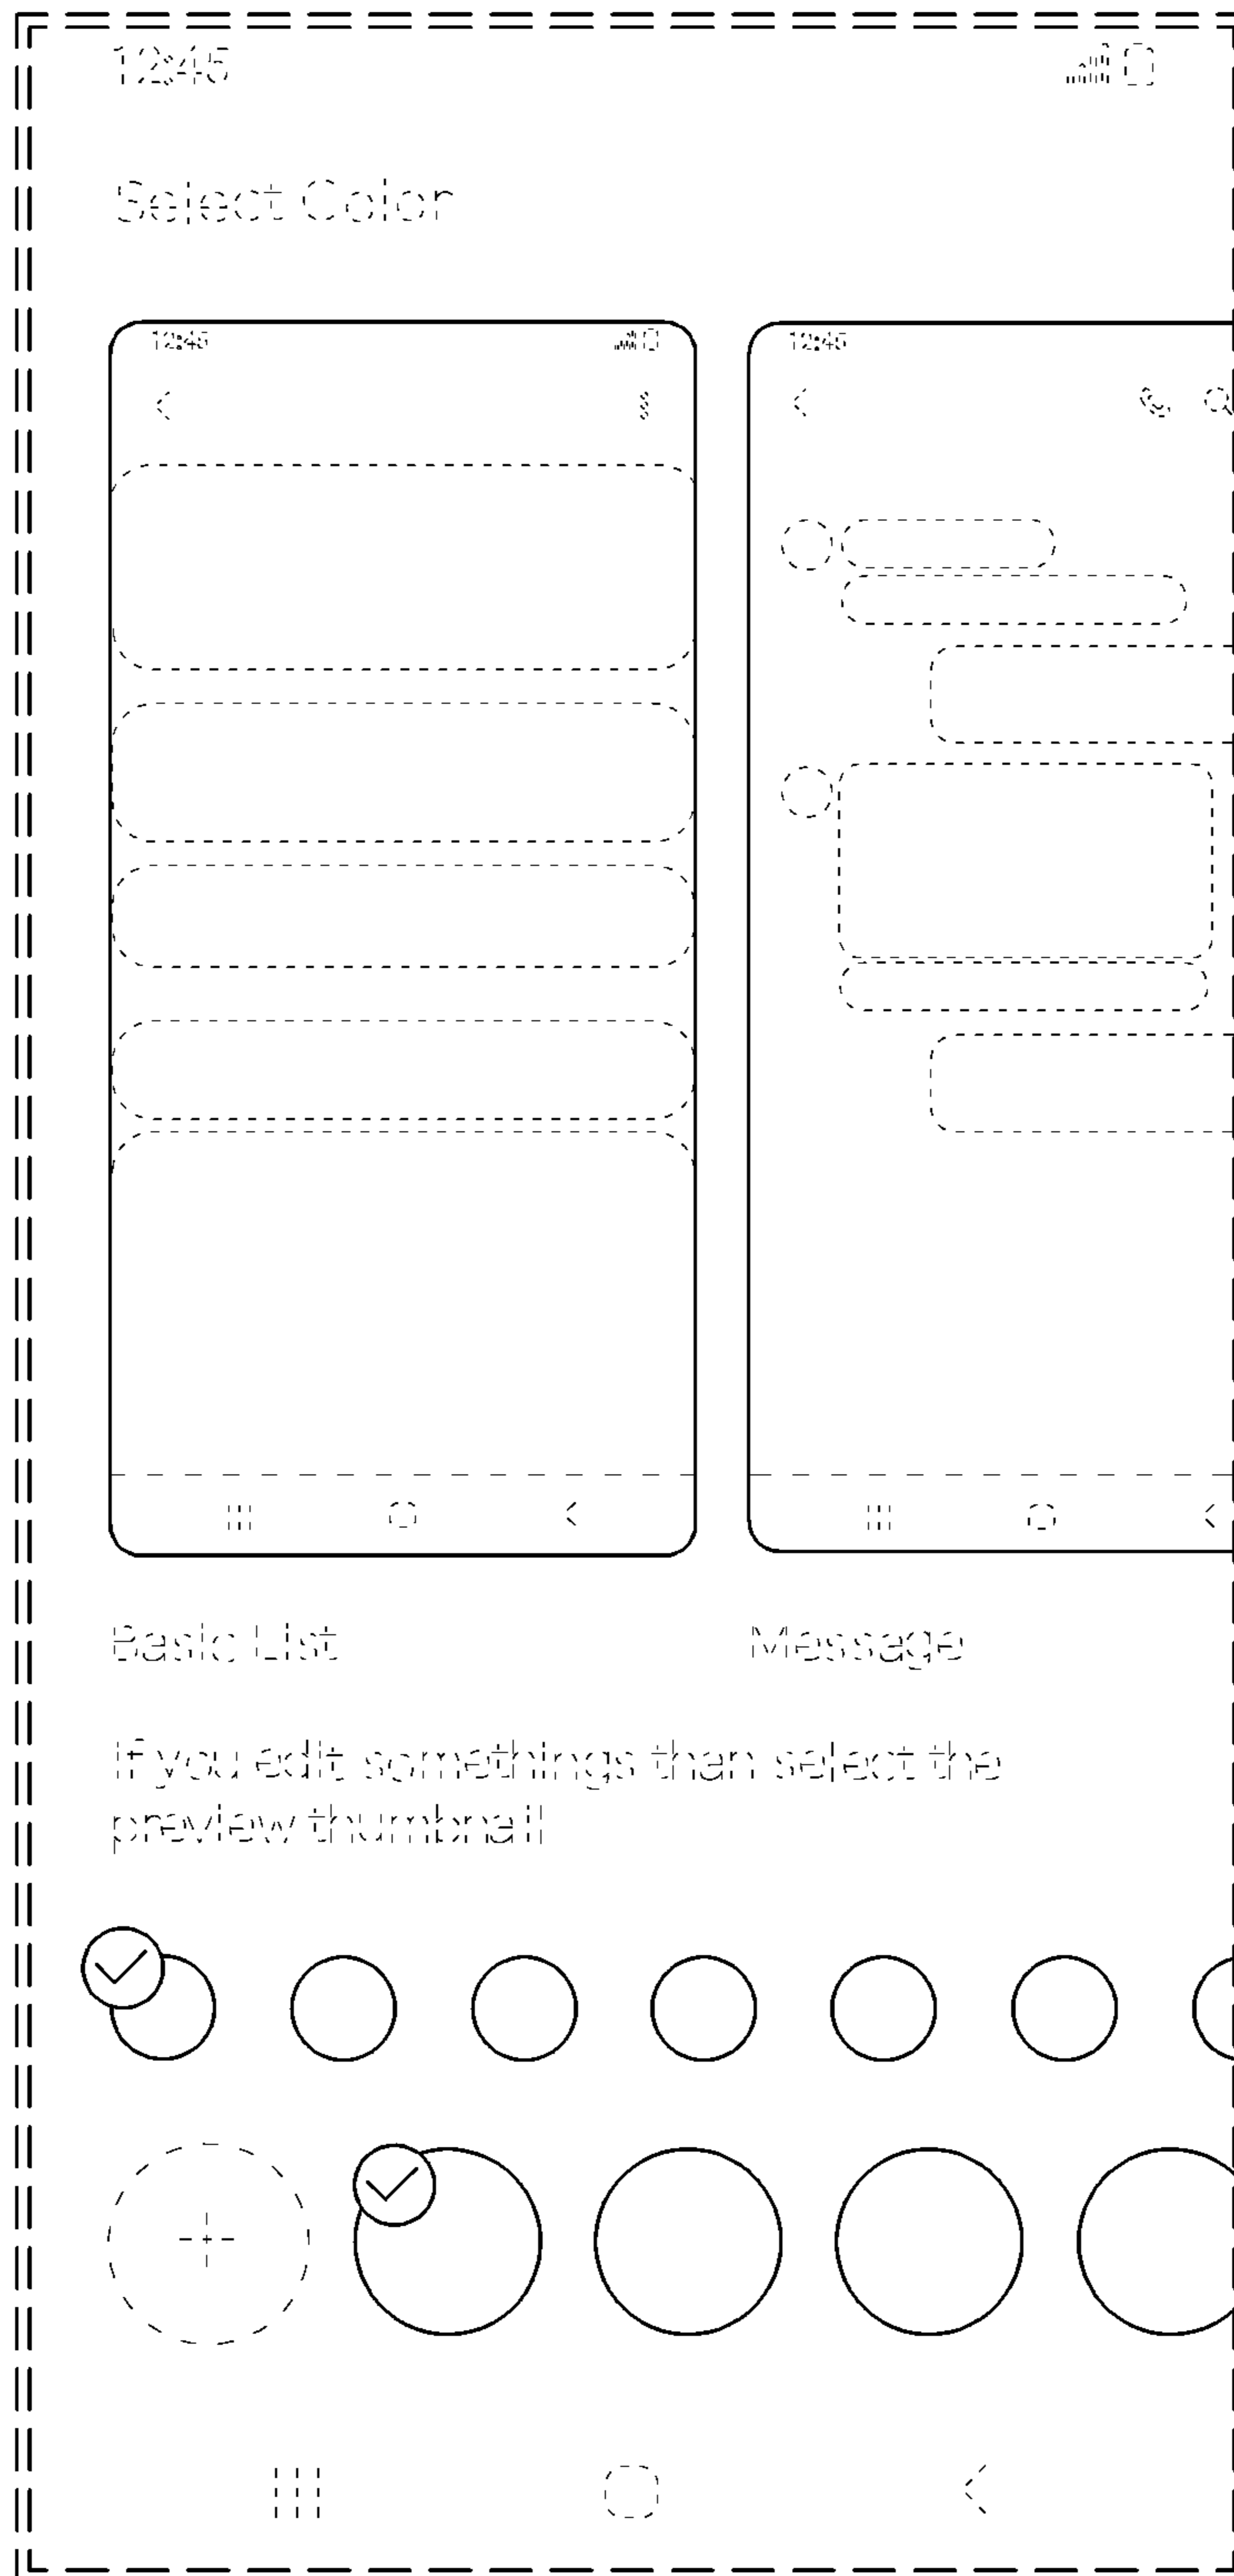 12:45
Select Color
12:45
12:45
Basic List
Message
If you edit somethings then select the
preview thumbnail